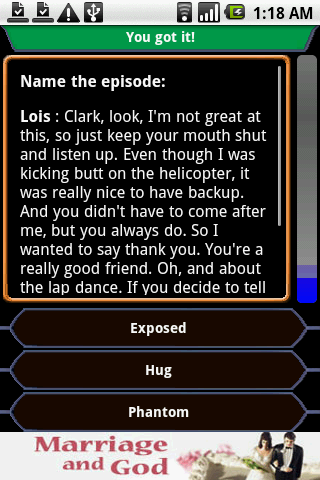 1:18 AM
You got it!
Name the episode:
Lois : Clark, look, I'm not great at
this, so just keep your mouth shut
and listen up. Even though I was
kicking butt on the helicopter, it
was really nice to have backup.
And you didn't have to come after
me, but you always do. So I
wanted to say thank you. You're a
really good friend. Oh, and about
the lap dance. If you decide to tell
Exposed
Hug
Phantom
Marriage
and God